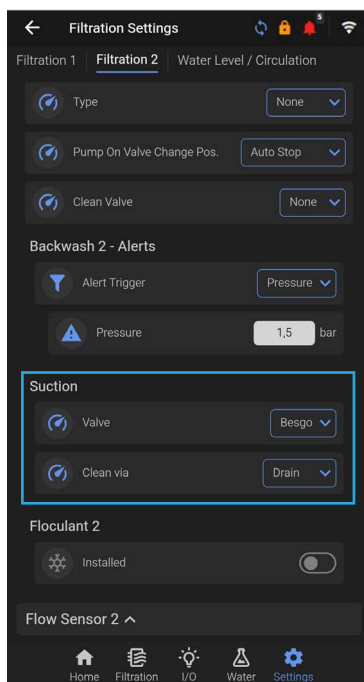 Filtration Settings
5
Filtration 1
Filtration 2
Water Level / Circulation
Type
None
Pump On Valve Change Pos.
Auto Stop
Clean Valve
None
Backwash 2 - Alerts
Alert Trigger
Pressure
Pressure
1,5 bar
Suction
Valve
Besgo
Clean via
Drain
Floculant 2
Installed
Flow Sensor 2
Home
Filtration
I/O
Water
Settings